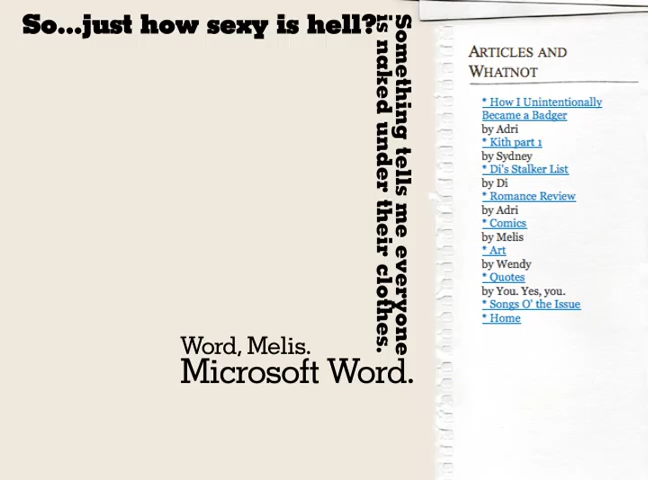 So...just how sexy is hell?
Something tells me everyone
is naked under their clothes.
Word, Melis.
Microsoft Word.
Articles and
Whatnot
* How I Unintentionally
Became a Badger
by Adri
* Kith part 1
by Sydney
* Di's Stalker List
by Di
* Romance Review
by Adri
* Comics
by Melis
* Art
by Wendy
* Quotes
by You. Yes, you.
* Songs O' the Issue
* Home